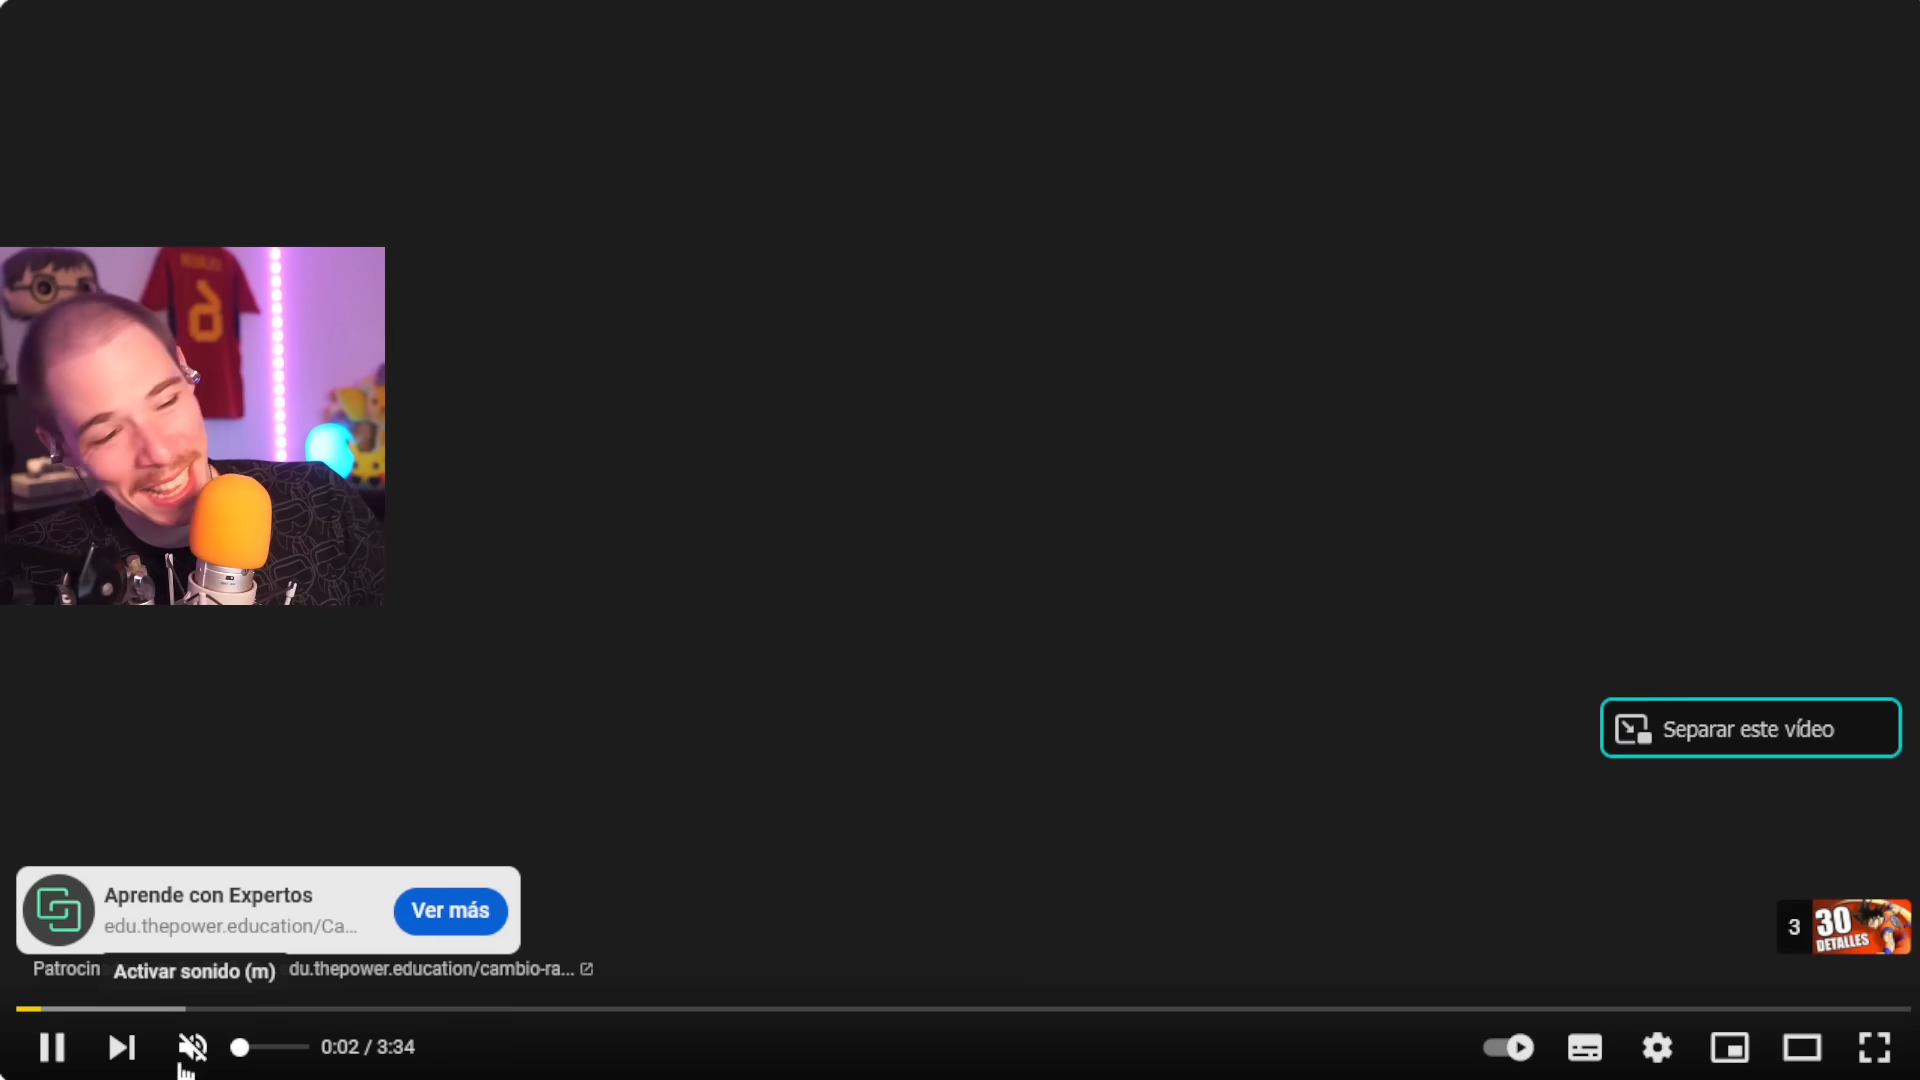 6
Separar este vídeo
Aprende con Expertos
edu.thepower.education/Ca...
Ver más
3
30
DETALLES
Patrocin
Activar sonido (m)
du.thepower.education/cambio-ra...
0:02 / 3:34